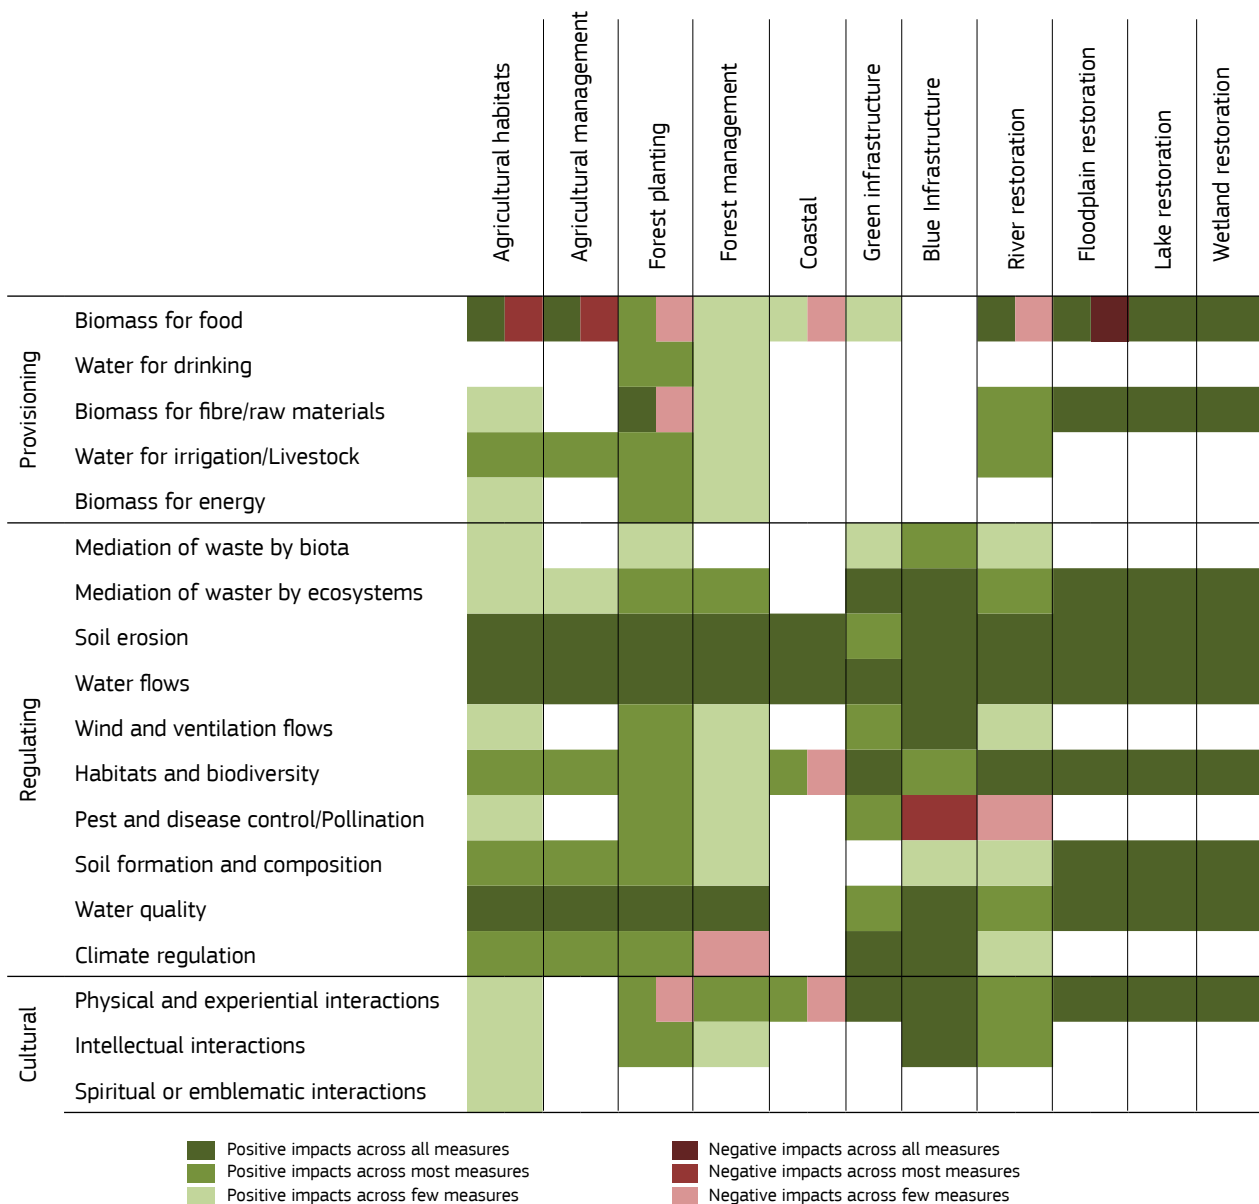 Agricultural habitats
Agricultural management
Forest planting
Forest management
Coastal
Green infrastructure
Blue Infrastructure
River restoration
Floodplain restoration
Lake restoration
Wetland restoration
Provisioning
Biomass for food
Water for drinking
Biomass for fibre/raw materials
Water for irrigation/Livestock
Biomass for energy
Regulating
Mediation of waste by biota
Mediation of waster by ecosystems
Soil erosion
Water flows
Wind and ventilation flows
Habitats and biodiversity
Pest and disease control/Pollination
Soil formation and composition
Water quality
Climate regulation
Cultural
Physical and experiential interactions
Intellectual interactions
Spiritual or emblematic interactions
Positive impacts across all measures
Positive impacts across most measures
Positive impacts across few measures
Negative impacts across all measures
Negative impacts across most measures
Negative impacts across few measures